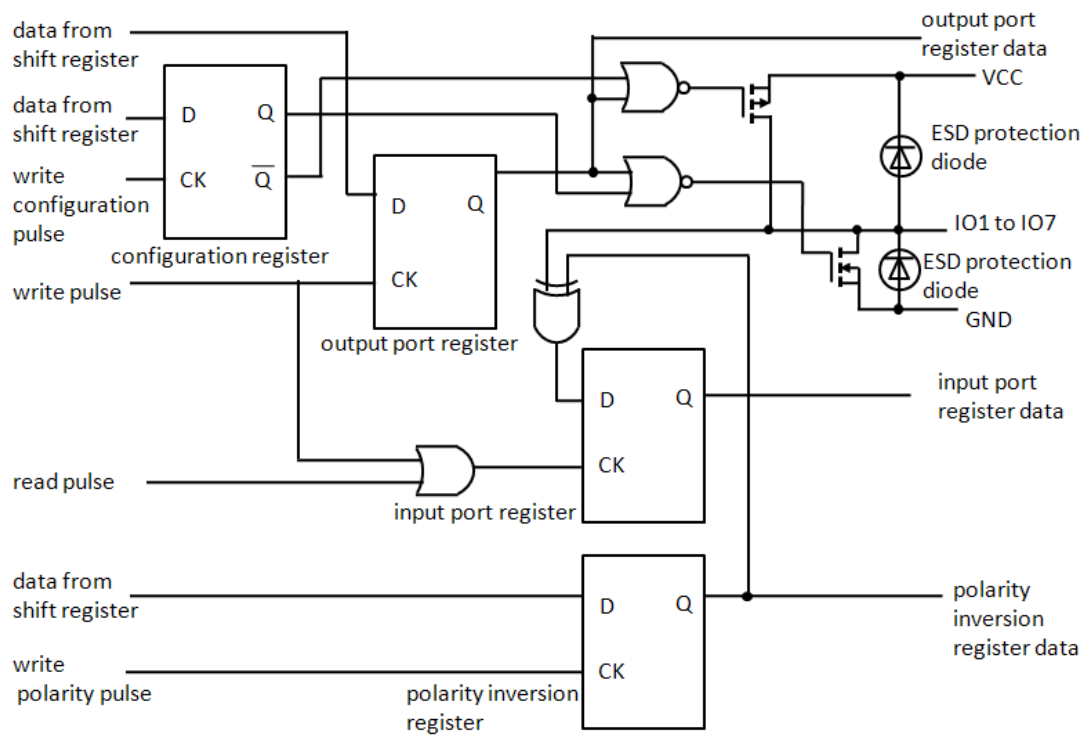 data from
shift register
output port
register data
VCC
data from
shift register
D
Q
ESD protection
diode
write
configuration
pulse
CK
Q
D
Q
IO1 to IO7
configuration register
ESD protection
diode
write pulse
CK
GND
output port register
input port
register data
D
Q
read pulse
CK
input port register
data from
shift register
D
Q
polarity
inversion
register data
write
polarity pulse
CK
polarity inversion
register